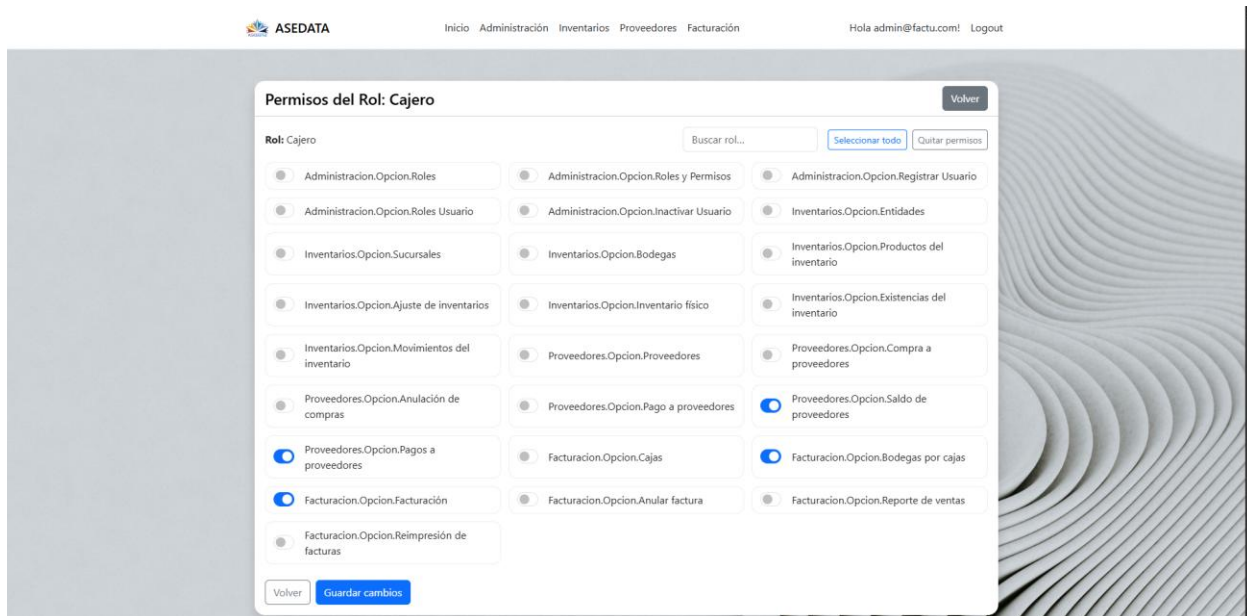 ASEDATA Inicio Administración Inventarios Proveedores Facturación Hola admin@factu.com! Logout
Permisos del Rol: Cajero Volver
Rol: Cajero Buscar rol... Seleccionar todo Quitar permisos
Administracion.Opcion.Roles Administracion.Opcion.Roles y Permisos Administracion.Opcion.Registrar Usuario
Administracion.Opcion.Roles Usuario Administracion.Opcion.Inactivar Usuario Inventarios.Opcion.Entidades
Inventarios.Opcion.Sucursales Inventarios.Opcion.Bodegas Inventarios.Opcion.Productos del
inventario
Inventarios.Opcion.Ajuste de inventarios Inventarios.Opcion.Inventario físico Inventarios.Opcion.Existencias del
inventario
Inventarios.Opcion.Movimientos del
inventario
Proveedores.Opcion.Proveedores
Proveedores.Opcion.Compra a
proveedores
Proveedores.Opcion.Anulación de
compras
Proveedores.Opcion.Pago a proveedores
Proveedores.Opcion.Saldo de
proveedores
Proveedores.Opcion.Pagos a
proveedores
Facturacion.Opcion.Cajas Facturacion.Opcion.Bodegas por cajas
Facturacion.Opcion.Facturación Facturacion.Opcion.Anular factura Facturacion.Opcion.Reporte de ventas
Facturacion.Opcion.Reimpresión de
facturas
Volver Guardar cambios